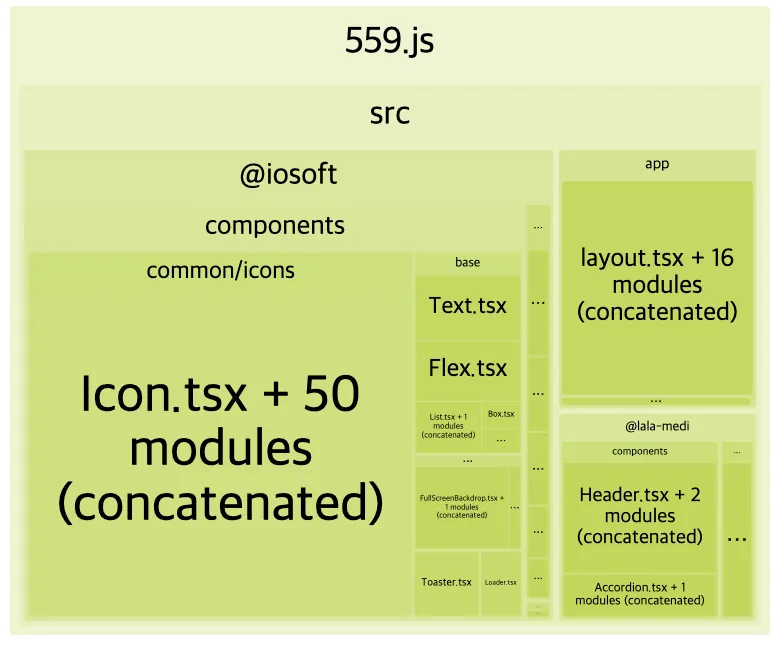 559.js
src
@iosoft
components
common/icons
Icon.tsx + 50
modules
(concatenated)
base
Text.tsx
Flex.tsx
List.tsx + 1
modules
(concatenated)
Box.tsx
...
...
FullScreenBackdrop.tsx +
1 modules
(concatenated)
...
Toaster.tsx
Loader.tsx
...
...
...
...
...
...
...
...
app
layout.tsx + 16
modules
(concatenated)
...
@lala-medi
components
Header.tsx + 2
modules
(concatenated)
Accordion.tsx + 1
modules (concatenated)
...
...